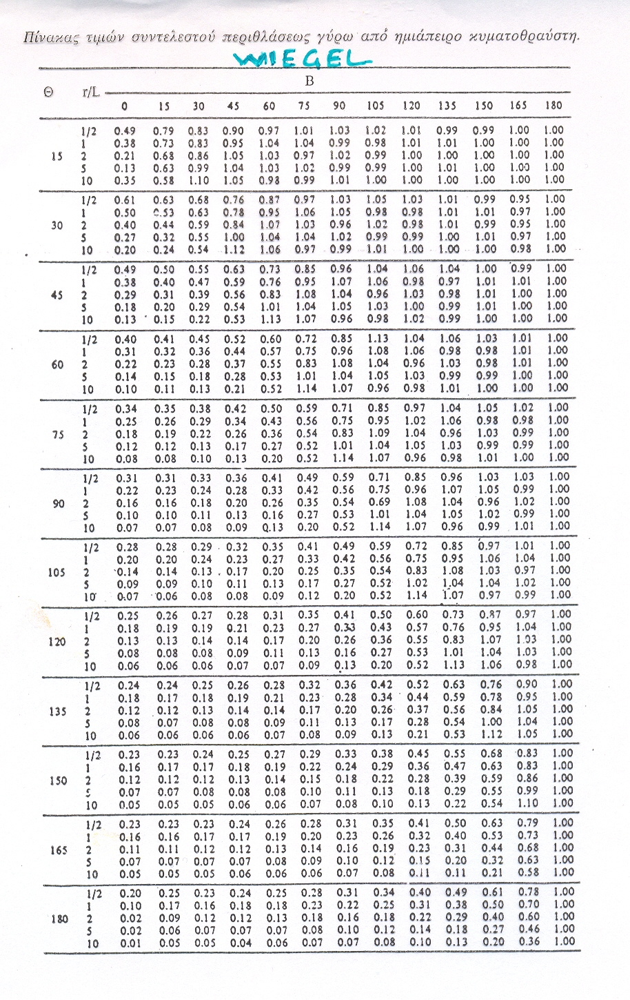 Πίνακας τιμών συντελεστού περιθλάσεως γύρω από ημιάπειρο κυματοθραύστη.
WIEGEL
B
Θ r/L
0 15 30 45 60 75 90 105 120 135 150 165 180
1/2 0.49 0.79 0.83 0.90 0.97 1.01 1.03 1.02 1.01 0.99 0.99 1.00 1.00
1 0.38 0.73 0.83 0.95 1.04 1.04 0.99 0.98 1.01 1.01 1.00 1.00 1.00
15 2 0.21 0.68 0.86 1.05 1.03 0.97 1.02 0.99 1.00 1.00 1.00 1.00 1.00
5 0.13 0.63 0.99 1.04 1.03 1.02 0.99 0.99 1.00 1.01 1.00 1.00 1.00
10 0.35 0.58 1.10 1.05 0.98 0.99 1.01 1.00 1.00 1.00 1.00 1.00 1.00
1/2 0.61 0.63 0.68 0.76 0.87 0.97 1.03 1.05 1.03 1.01 0.99 0.95 1.00
1 0.50 0.53 0.63 0.78 0.95 1.06 1.05 0.98 0.98 1.01 1.01 0.97 1.00
30 2 0.40 0.44 0.59 0.84 1.07 1.03 0.96 1.02 0.98 1.01 0.99 0.95 1.00
5 0.27 0.32 0.55 1.00 1.04 1.04 1.02 0.99 0.99 1.00 1.01 0.97 1.00
10 0.20 0.24 0.54 1.12 1.06 0.97 0.99 1.01 1.00 1.00 1.00 0.98 1.00
1/2 0.49 0.50 0.55 0.63 0.73 0.85 0.96 1.04 1.06 1.04 1.00 0.99 1.00
1 0.38 0.40 0.47 0.59 0.76 0.95 1.07 1.06 0.98 0.97 1.01 1.01 1.00
45 2 0.29 0.31 0.39 0.56 0.83 1.08 1.04 0.96 1.03 0.98 1.01 1.00 1.00
5 0.18 0.20 0.29 0.54 1.01 1.04 1.05 1.03 1.00 0.99 1.01 1.00 1.00
10 0.13 0.15 0.22 0.53 1.13 1.07 0.96 0.98 1.02 0.99 1.00 1.00 1.00
1/2 0.40 0.41 0.45 0.52 0.60 0.72 0.85 1.13 1.04 1.06 1.03 1.01 1.00
1 0.31 0.32 0.36 0.44 0.57 0.75 0.96 1.08 1.06 0.98 0.98 1.01 1.00
60 2 0.22 0.23 0.28 0.37 0.55 0.83 1.08 1.04 0.96 1.03 0.98 1.01 1.00
5 0.14 0.15 0.18 0.28 0.53 1.01 1.04 1.05 1.03 0.99 0.99 1.00 1.00
10 0.10 0.11 0.13 0.21 0.52 1.14 1.07 0.96 0.98 1.01 1.00 1.00 1.00
1/2 0.34 0.35 0.38 0.42 0.50 0.59 0.71 0.85 0.97 1.04 1.05 1.02 1.00
1 0.25 0.26 0.29 0.34 0.43 0.56 0.75 0.95 1.02 1.06 0.98 0.98 1.00
75 2 0.18 0.19 0.22 0.26 0.36 0.54 0.83 1.09 1.04 0.96 1.03 0.99 1.00
5 0.12 0.12 0.13 0.17 0.27 0.52 1.01 1.04 1.05 1.03 0.99 0.99 1.00
10 0.08 0.08 0.10 0.13 0.20 0.52 1.14 1.07 0.96 0.98 1.01 1.00 1.00
1/2 0.31 0.31 0.33 0.36 0.41 0.49 0.59 0.71 0.85 0.96 1.03 1.03 1.00
1 0.22 0.23 0.24 0.28 0.33 0.42 0.56 0.75 0.96 1.07 1.05 0.99 1.00
90 2 0.16 0.16 0.18 0.20 0.26 0.35 0.54 0.69 1.08 1.04 0.96 1.02 1.00
5 0.10 0.10 0.11 0.13 0.16 0.27 0.53 1.01 1.04 1.05 1.02 0.99 1.00
10 0.07 0.07 0.08 0.09 0.13 0.20 0.52 1.14 1.07 0.96 0.99 1.01 1.00
1/2 0.28 0.28 0.29 0.32 0.35 0.41 0.49 0.59 0.72 0.85 0.97 1.01 1.00
1 0.20 0.20 0.24 0.23 0.27 0.33 0.42 0.56 0.75 0.95 1.06 1.04 1.00
105 2 0.14 0.14 0.13 0.17 0.20 0.25 0.35 0.54 0.83 1.08 1.03 0.97 1.00
5 0.09 0.09 0.10 0.11 0.13 0.17 0.27 0.52 1.02 1.04 1.04 1.02 1.00
10 0.07 0.06 0.08 0.08 0.09 0.12 0.20 0.52 1.14 1.07 0.97 0.99 1.00
1/2 0.25 0.26 0.27 0.28 0.31 0.35 0.41 0.50 0.60 0.73 0.87 0.97 1.00
1 0.18 0.19 0.19 0.21 0.23 0.27 0.33 0.43 0.57 0.76 0.95 1.04 1.00
120 2 0.13 0.13 0.14 0.14 0.17 0.20 0.26 0.36 0.55 0.83 1.07 1.03 1.00
5 0.08 0.08 0.08 0.09 0.11 0.13 0.16 0.27 0.53 1.01 1.04 1.03 1.00
10 0.06 0.06 0.06 0.07 0.07 0.09 0.13 0.20 0.52 1.13 1.06 0.98 1.00
1/2 0.24 0.24 0.25 0.26 0.28 0.32 0.36 0.42 0.52 0.63 0.76 0.90 1.00
1 0.18 0.17 0.18 0.19 0.21 0.23 0.28 0.34 0.44 0.59 0.78 0.95 1.00
135 2 0.12 0.12 0.13 0.14 0.14 0.17 0.20 0.26 0.37 0.56 0.84 1.05 1.00
5 0.08 0.07 0.08 0.08 0.09 0.11 0.13 0.17 0.28 0.54 1.00 1.04 1.00
10 0.06 0.06 0.06 0.06 0.07 0.08 0.09 0.13 0.21 0.53 1.12 1.05 1.00
1/2 0.23 0.23 0.24 0.25 0.27 0.29 0.33 0.38 0.45 0.55 0.68 0.83 1.00
1 0.16 0.17 0.17 0.18 0.19 0.22 0.24 0.29 0.36 0.47 0.63 0.83 1.00
150 2 0.12 0.12 0.12 0.13 0.14 0.15 0.18 0.22 0.28 0.39 0.59 0.86 1.00
5 0.07 0.07 0.08 0.08 0.08 0.10 0.11 0.13 0.18 0.29 0.55 0.99 1.00
10 0.05 0.05 0.05 0.06 0.06 0.07 0.08 0.10 0.13 0.22 0.54 1.10 1.00
1/2 0.23 0.23 0.23 0.24 0.26 0.28 0.31 0.35 0.41 0.50 0.63 0.79 1.00
1 0.16 0.16 0.17 0.17 0.19 0.20 0.23 0.26 0.32 0.40 0.53 0.73 1.00
165 2 0.11 0.11 0.12 0.12 0.13 0.14 0.16 0.19 0.23 0.31 0.44 0.68 1.00
5 0.07 0.07 0.07 0.07 0.08 0.09 0.10 0.12 0.15 0.20 0.32 0.63 1.00
10 0.05 0.05 0.05 0.06 0.06 0.06 0.07 0.08 0.11 0.11 0.21 0.58 1.00
1/2 0.20 0.25 0.23 0.24 0.25 0.28 0.31 0.34 0.40 0.49 0.61 0.78 1.00
1 0.10 0.17 0.16 0.18 0.18 0.23 0.22 0.25 0.31 0.38 0.50 0.70 1.00
180 2 0.02 0.09 0.12 0.12 0.13 0.18 0.16 0.18 0.22 0.29 0.40 0.60 1.00
5 0.02 0.06 0.07 0.07 0.07 0.08 0.10 0.12 0.14 0.18 0.27 0.46 1.00
10 0.01 0.05 0.05 0.04 0.06 0.07 0.07 0.08 0.10 0.13 0.20 0.36 1.00